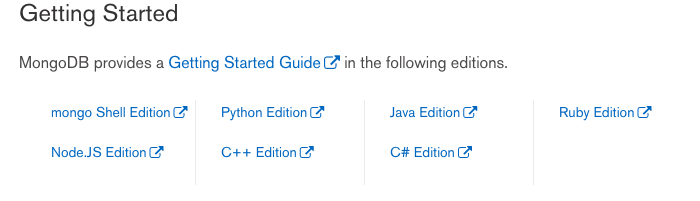 Getting Started
MongoDB provides a Getting Started Guide in the following editions.
mongo Shell Edition
Python Edition
Java Edition
Ruby Edition
Node.JS Edition
C++ Edition
C# Edition